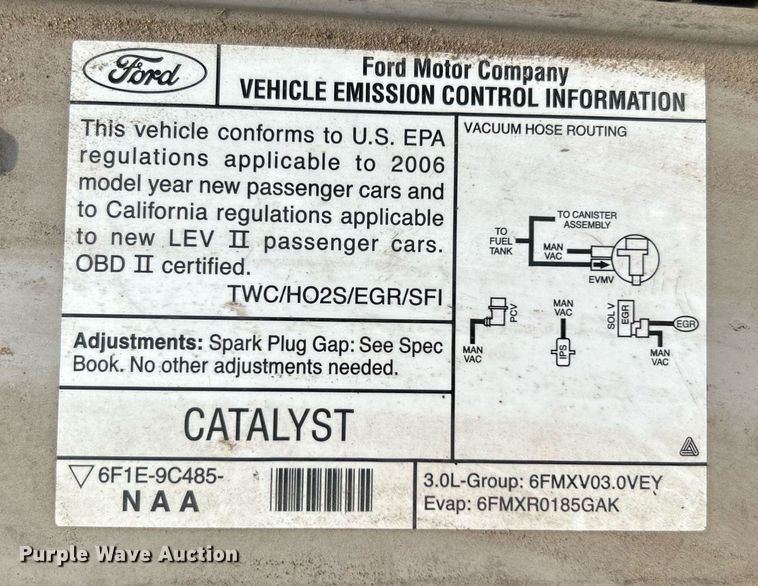 Ford
Ford Motor Company
VEHICLE EMISSION CONTROL INFORMATION
This vehicle conforms to U.S. EPA
regulations applicable to 2006
model year new passenger cars and
to California regulations applicable
to new LEV II passenger cars.
OBD II certified.
TWC/HO2S/EGR/SFI
Adjustments: Spark Plug Gap: See Spec
Book. No other adjustments needed.
CATALYST
6F1E-9C485-
NAA
VACUUM HOSE ROUTING
TO CANISTER
ASSEMBLY
TO
FUEL
TANK
MAN
VAC
EVMV
PCV
MAN
VAC
MAN
VAC
IPS
SOL V
EGR
EGR
MAN
VAC
3.0L-Group: 6FMXV03.0VEY
Evap: 6FMXR0185GAK
Purple Wave Auction